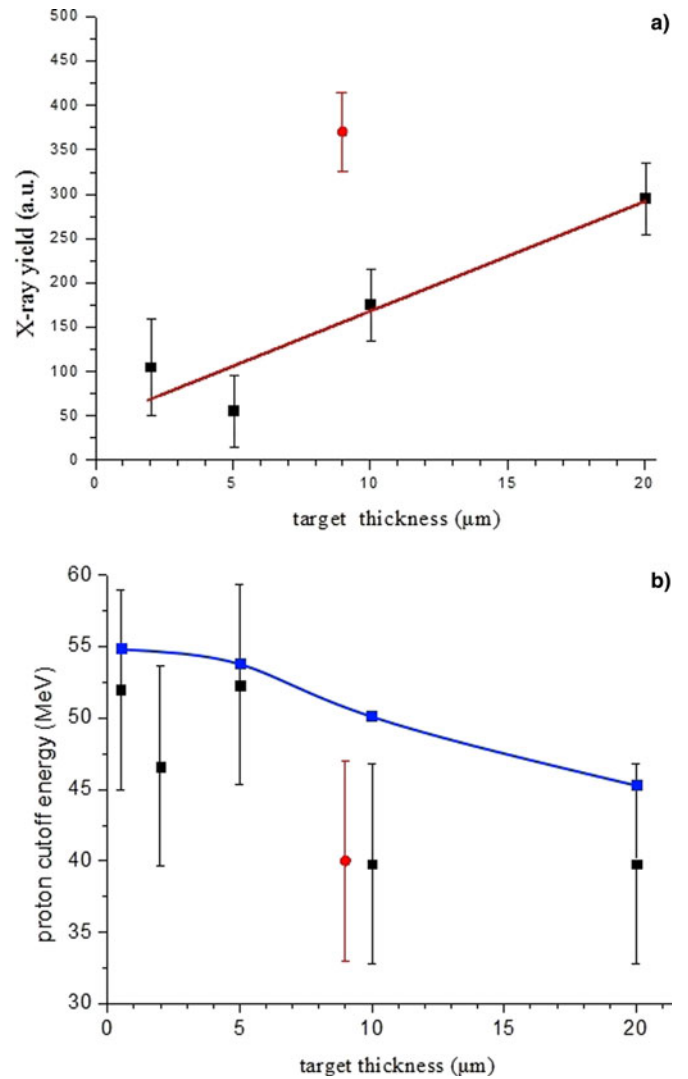 a)
500
450
400
350
300
250
200
150
100
50
0
X-ray yield (a.u.)
0 5 10 15 20
target thickness (μm)
b)
60
55
50
45
40
35
30
proton cutoff energy (MeV)
0 5 10 15 20
target thickness (μm)